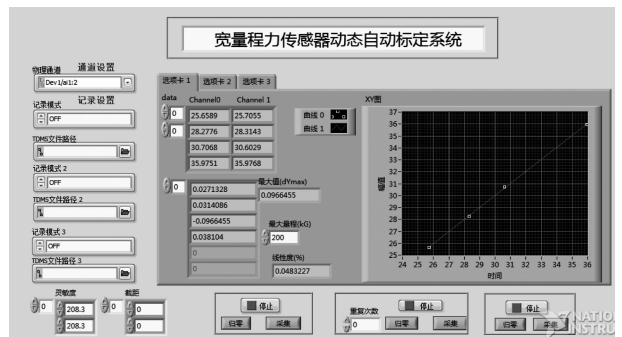 宽量程力传感器动态自动标定系统
通道设置
物理通道
Dev1/ai1:2
记录设置
记录模式
OFF
TDMS文件路径
记录模式 2
OFF
TDMS文件路径 2
记录模式 3
OFF
TDMS文件路径 3
灵敏度
截距
0 208.3 0 0
208.3 0
选项卡 1 选项卡 2 选项卡 3
data Channel0 Channel 1
0 25.6589 25.7055
0 28.2776 28.3143
30.7068 30.6029
35.9751 35.9768
曲线 0
曲线 1
0 0.0271328
0.0314086
-0.0966455
0.038104
0
0
最大值(dYmax)
0.0966455
最大量程(kG)
200
线性度(%)
0.0483227
XY图
37
36
35
34
33
32
31
30
29
28
27
26
25
幅值
24 25 26 27 28 29 30 31 32 33 34 35 36
时间
停止
归零 采集
重复次数
0
停止
归零 采集
停止
归零 采集
NATIO
INSTRU